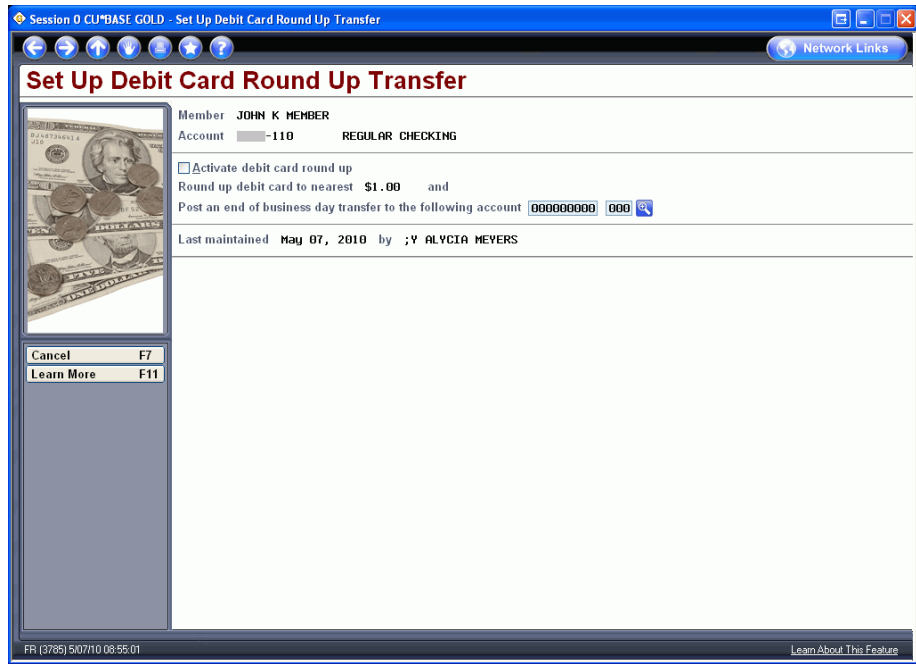 Session 0 CU*BASE GOLD - Set Up Debit Card Round Up Transfer
Network Links
Set Up Debit Card Round Up Transfer
Member JOHN K MEMBER
Account -110 REGULAR CHECKING
Activate debit card round up
Round up debit card to nearest $1.00 and
Post an end of business day transfer to the following account 000000000 000
Last maintained May 07, 2010 by ;Y ALYCIA MEYERS
Cancel F7
Learn More F11
FR (3785) 5/07/10 08:55:01
Learn About This Feature